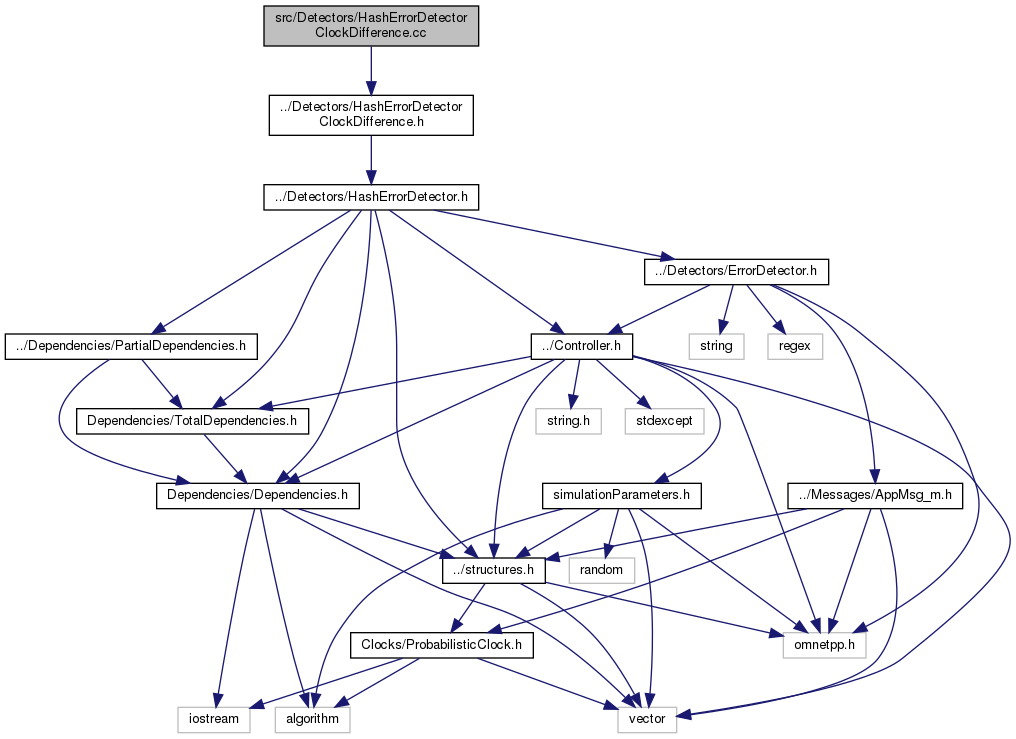 src/Detectors/HashErrorDetector
ClockDifference.cc
../Detectors/HashErrorDetector
ClockDifference.h
../Detectors/HashErrorDetector.h
../Detectors/ErrorDetector.h
../Dependencies/PartialDependencies.h
../Controller.h
string
regex
Dependencies/TotalDependencies.h
string.h
stdexcept
Dependencies/Dependencies.h
simulationParameters.h
../Messages/AppMsg_m.h
../structures.h
random
Clocks/ProbabilisticClock.h
omnetpp.h
iostream
algorithm
vector